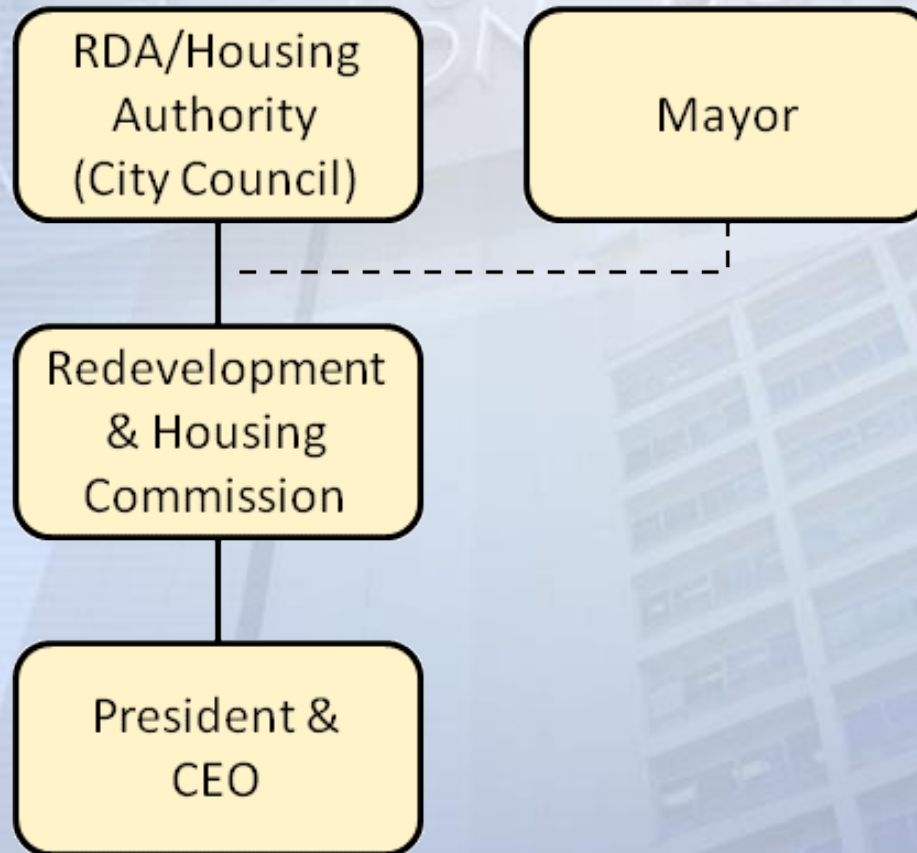 RDA/Housing
Authority
(City Council)
Mayor
Redevelopment
& Housing
Commission
President &
CEO